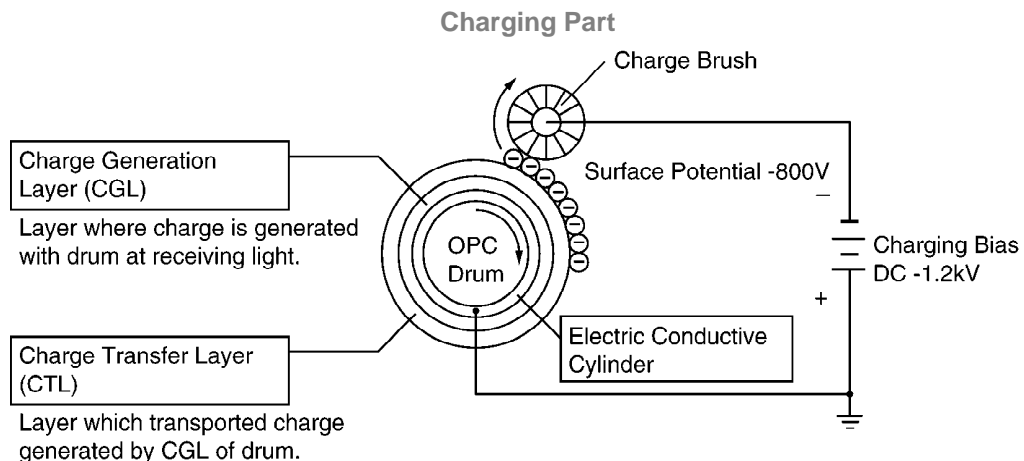 Charging Part
Charge Brush
Charge Generation
Layer (CGL)
Layer where charge is generated
with drum at receiving light.
Surface Potential -800V
−
OPC
Drum
Charging Bias
DC -1.2kV
+
Electric Conductive
Cylinder
Charge Transfer Layer
(CTL)
Layer which transported charge
generated by CGL of drum.